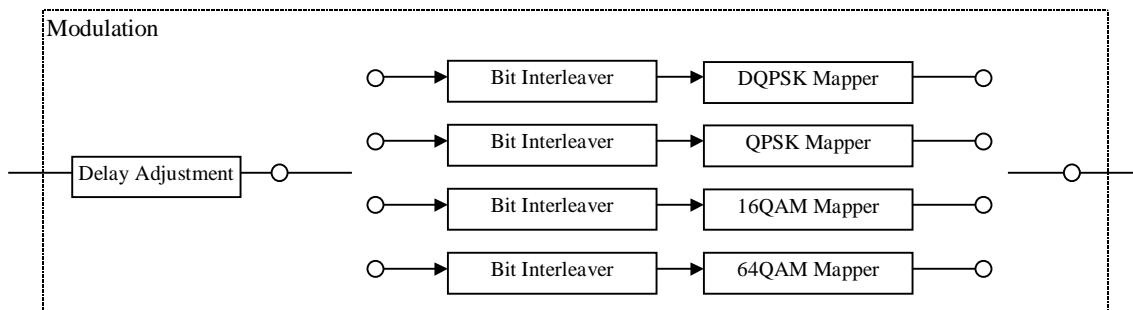 Modulation
Bit Interleaver
DQPSK Mapper
Bit Interleaver
QPSK Mapper
Delay Adjustment
Bit Interleaver
16QAM Mapper
Bit Interleaver
64QAM Mapper